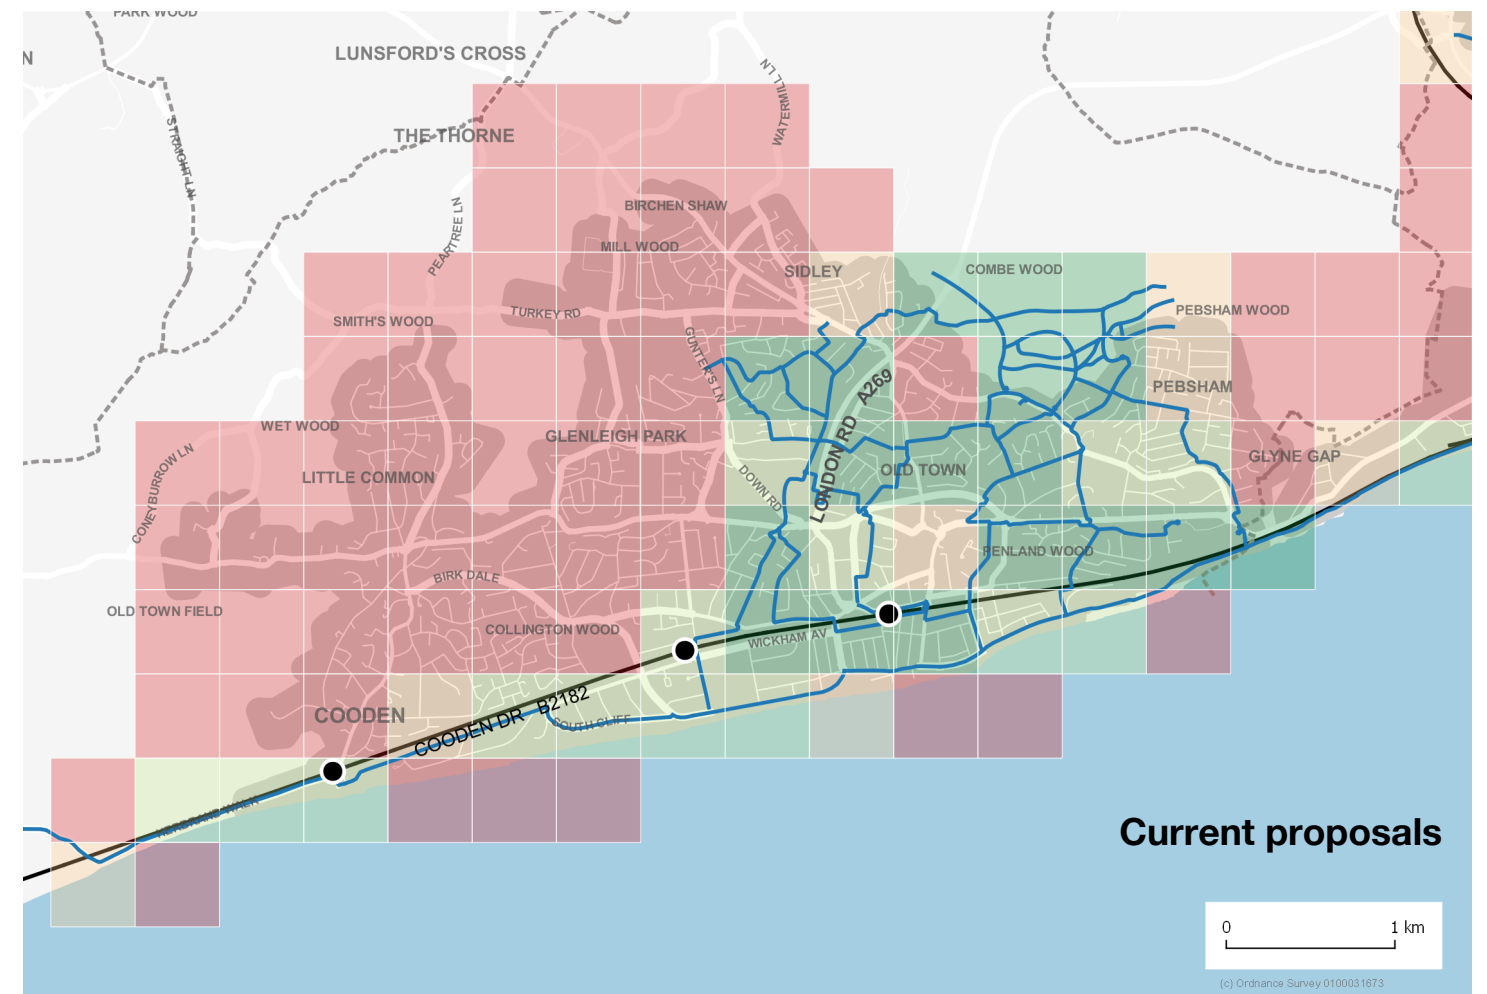 PARK WOOD
LUNSFORD'S CROSS
N
WATERMILL LN
THE THORNE
STRAIGHT LN
PEARTREE LN
BIRCHEN SHAW
MILL WOOD
SIDLEY
COMBE WOOD
TURKEY RD
SMITH'S WOOD
PEBSHAM WOOD
GUNTER'S LN
A269
PEBSHAM
WET WOOD
GLENLEIGH PARK
LONDON RD
GLYNE GAP
CONEYBURROW LN
LITTLE COMMON
DOWN RD
OLD TOWN
PENLAND WOOD
BIRK DALE
OLD TOWN FIELD
COLLINGTON WOOD
WICKHAM AV
COODEN
COODEN DR B2182
SOUTH CLIFF
HERBRAND WALK
Current proposals
0 1 km
(c) Ordnance Survey 0100031673